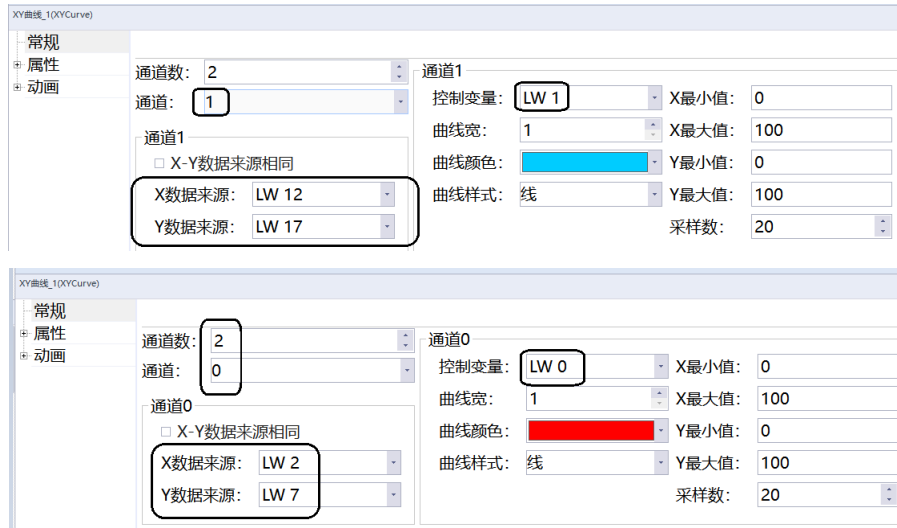 XY曲线_1(XYCurve)
常规
属性
动画
通道数： 2
通道： 1
通道1
X-Y数据来源相同
X数据来源： LW 12
Y数据来源： LW 17
通道1
控制变量： LW 1 X最小值： 0
曲线宽： 1 X最大值： 100
曲线颜色： Y最小值： 0
曲线样式： 线 Y最大值： 100
采样数： 20
XY曲线_1(XYCurve)
常规
属性
动画
通道数： 2
通道： 0
通道0
X-Y数据来源相同
X数据来源： LW 2
Y数据来源： LW 7
通道0
控制变量： LW 0 X最小值： 0
曲线宽： 1 X最大值： 100
曲线颜色： Y最小值： 0
曲线样式： 线 Y最大值： 100
采样数： 20